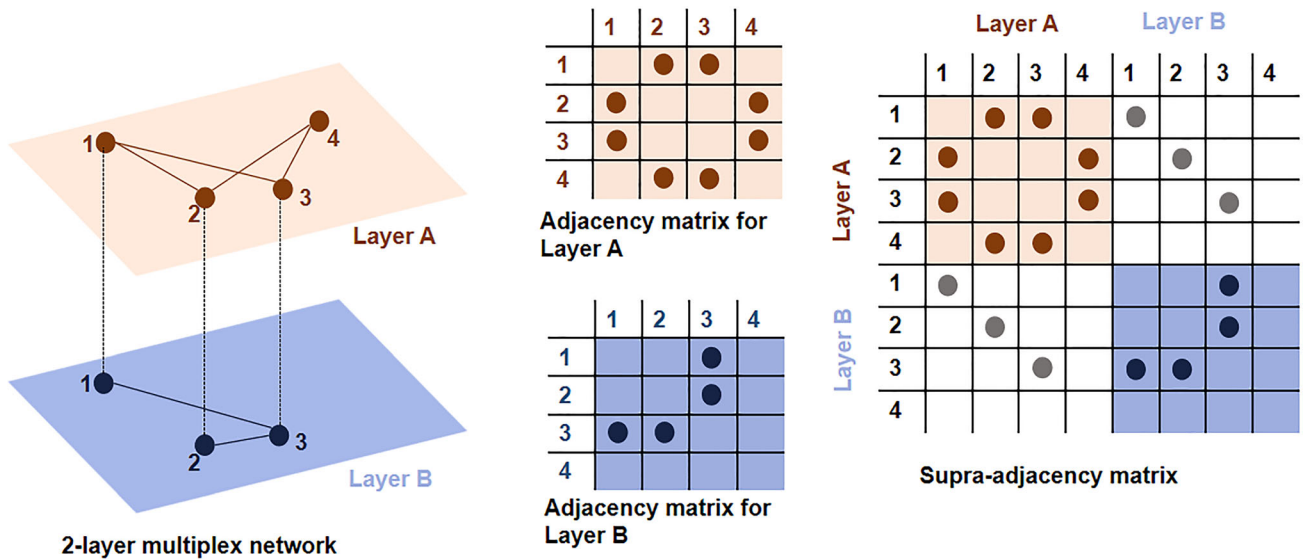 1
4
2
3
Layer A
1
2
3
Layer B
2-layer multiplex network
1 2 3 4
1
2
3
4
Adjacency matrix for
Layer A
1 2 3 4
1
2
3
4
Adjacency matrix for
Layer B
Layer A Layer B
1 2 3 4 1 2 3 4
Layer A
1
2
3
4
Layer B
1
2
3
4
Supra-adjacency matrix